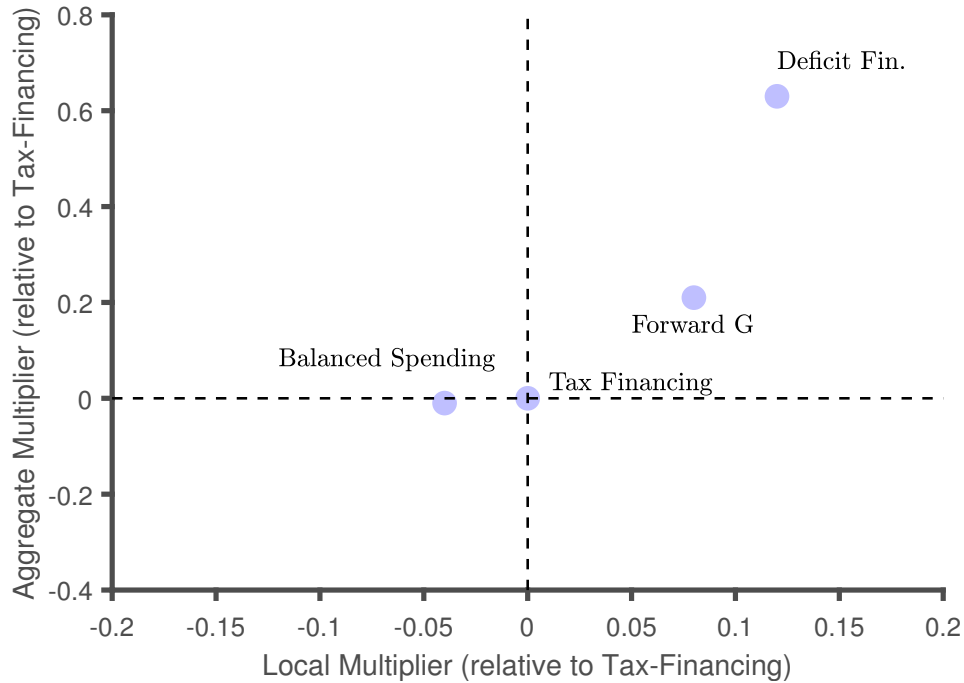 0.8
0.6
0.4
0.2
0
-0.2
-0.4
Aggregate Multiplier (relative to Tax-Financing)
Deficit Fin.
Forward G
Balanced Spending
Tax Financing
-0.2
-0.15
-0.1
-0.05
0
0.05
0.1
0.15
0.2
Local Multiplier (relative to Tax-Financing)